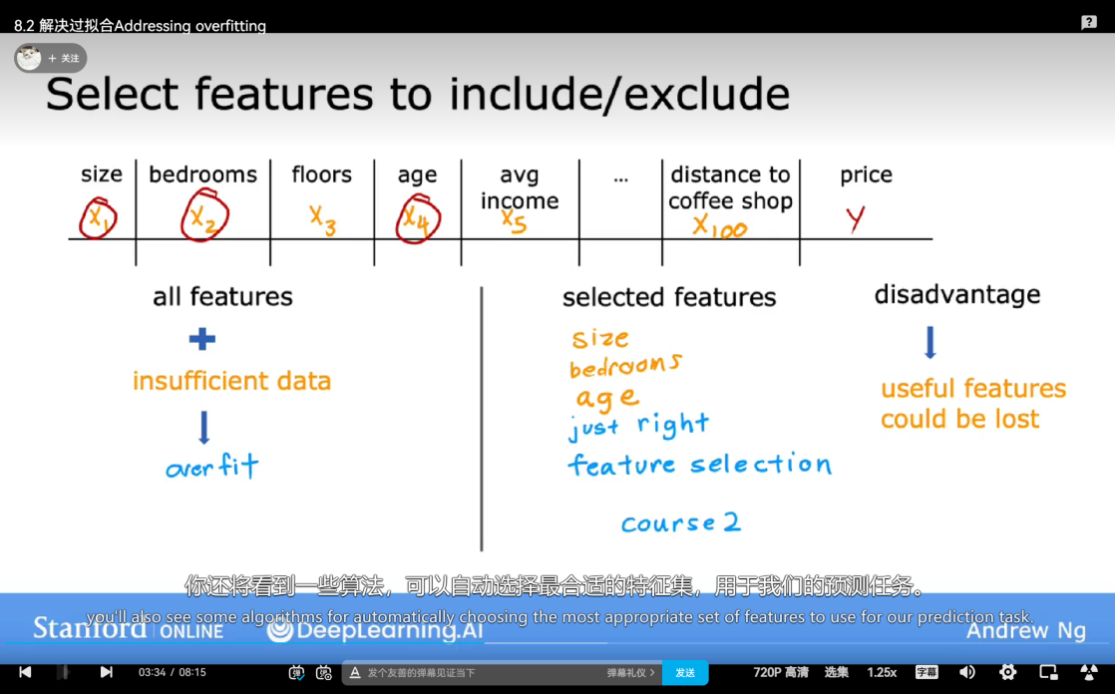 8.2 解决过拟合Addressing overfitting
+ 关注
Select features to include/exclude
size bedrooms floors age avg income ... distance to coffee shop price
x₁ x₂ x₃ x₄ x₅ x₁₀₀ y
all features
+
insufficient data
overfit
selected features
size
bedrooms
age
just right
feature selection
course 2
disadvantage
useful features
could be lost
你还将看到一些算法，可以自动选择最合适的特征集，用于我们的预测任务。
you'll also see some algorithms for automatically choosing the most appropriate set of features to use for our prediction task.
Stanford ONLINE DeepLearning.AI Andrew Ng
03:34 / 08:15 发个友善的弹幕见证当下 弹幕礼仪 > 发送 720P 高清 选集 1.25x 字幕